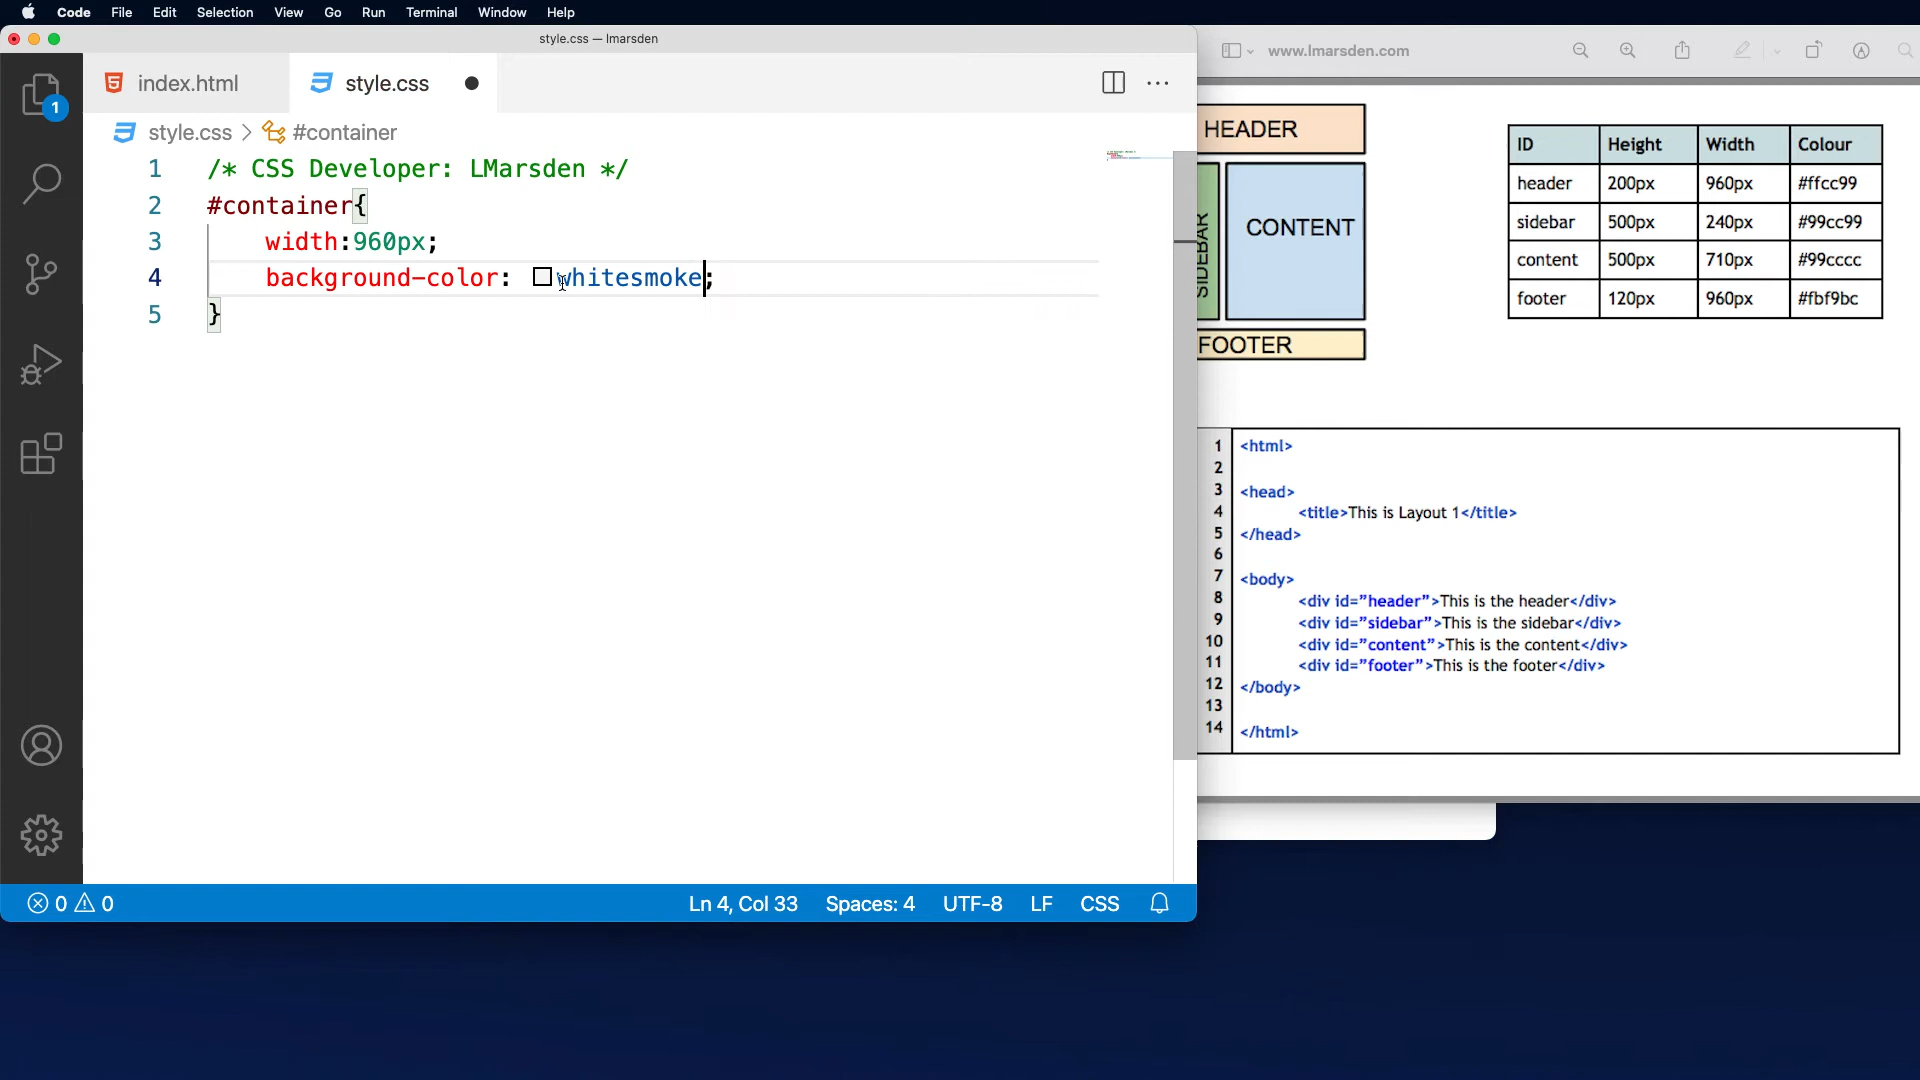 Code File Edit Selection View Go Run Terminal Window Help
style.css — lmarsden
www.lmarsden.com
index.html
style.css
1
style.css > #container
1 /* CSS Developer: LMarsden */
2 #container{
3 width:960px;
4 background-color: whitesmoke;
5 }
HEADER
SIDEBAR
CONTENT
FOOTER
ID Height Width Colour
header 200px 960px #ffcc99
sidebar 500px 240px #99cc99
content 500px 710px #99cccc
footer 120px 960px #fbf9bc
1 <html>
2
3 <head>
4 <title>This is Layout 1</title>
5 </head>
6
7 <body>
8 <div id="header">This is the header</div>
9 <div id="sidebar">This is the sidebar</div>
10 <div id="content">This is the content</div>
11 <div id="footer">This is the footer</div>
12 </body>
13
14 </html>
0 0 Ln 4, Col 33 Spaces: 4 UTF-8 LF CSS